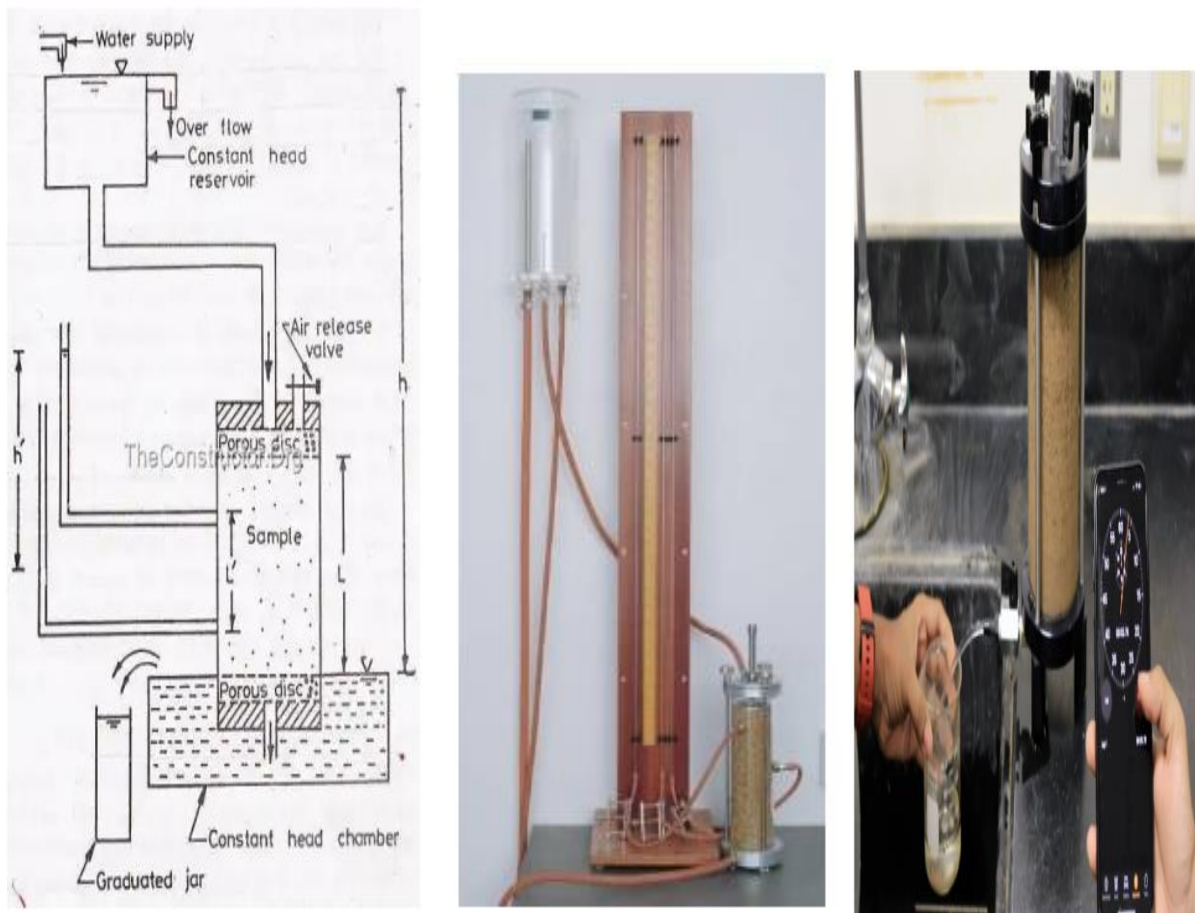 Water supply
Over flow
Constant head
reservoir
Air release
valve
h
h'
Porous disc
TheConstructor.Org
Sample
L'
L
Porous disc
Constant head chamber
Graduated jar